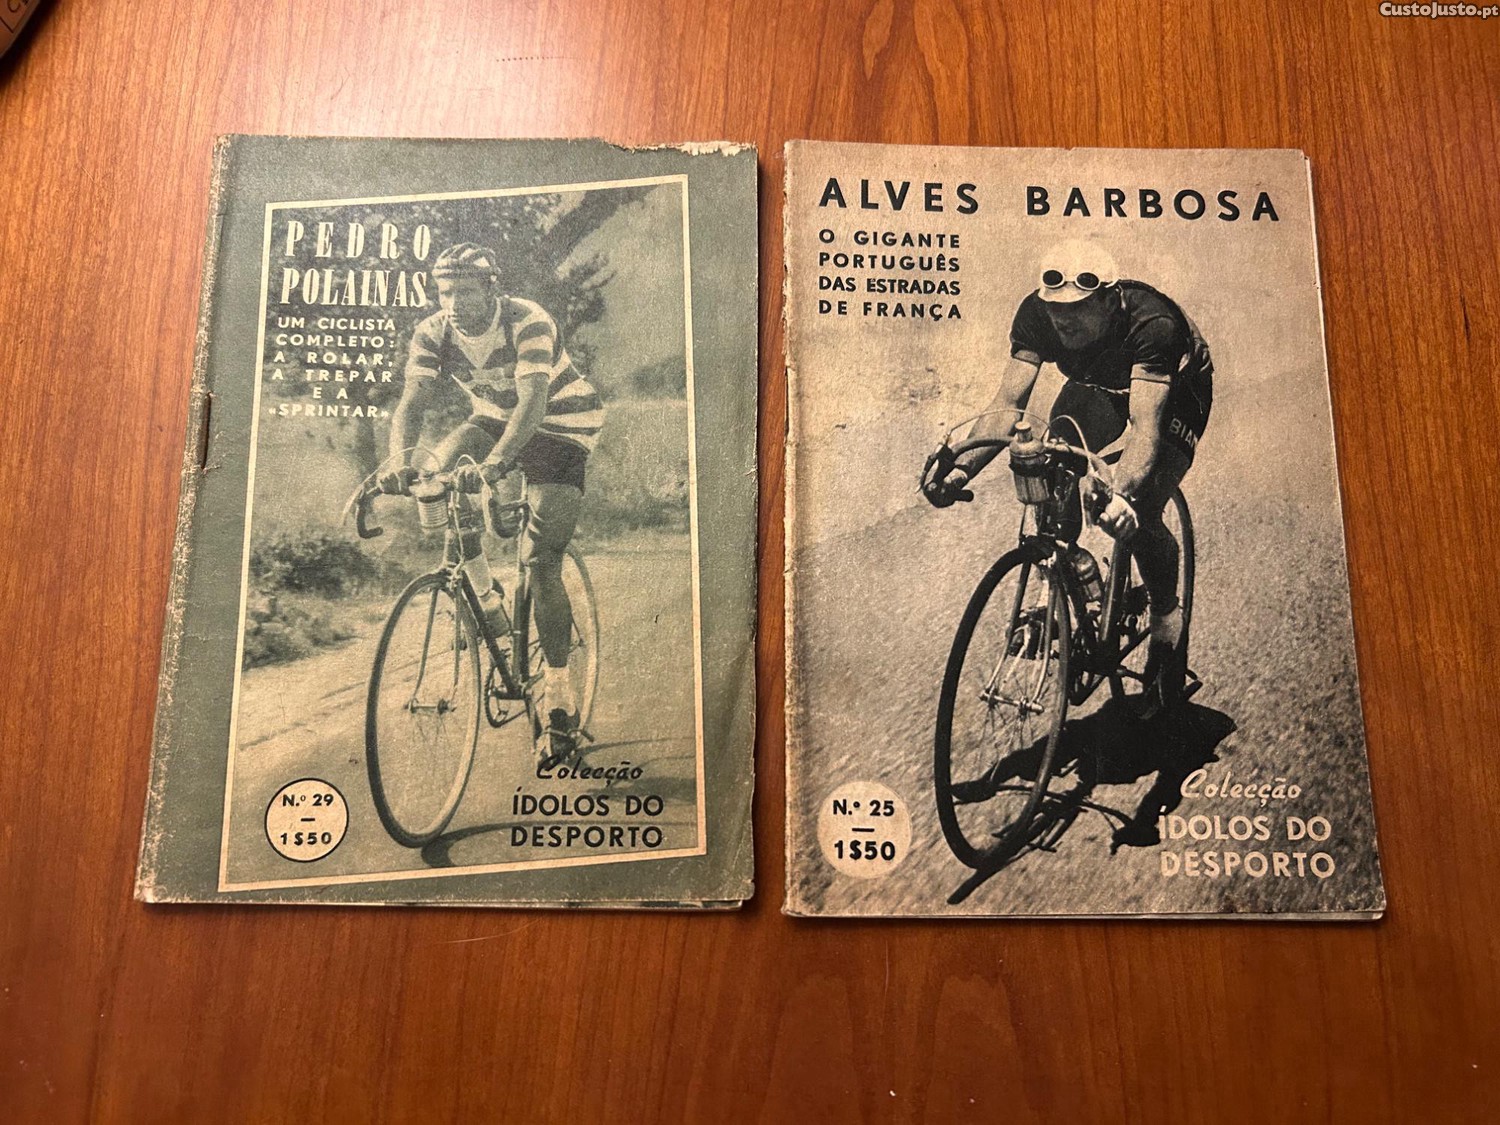 CustoJusto.pt
PEDRO
POLAINAS
UM CICLISTA
COMPLETO:
A ROLAR,
A TREPAR
E A
«SPRINTAR»
N.º 29
1$50
Colecção
ÍDOLOS DO
DESPORTO
ALVES BARBOSA
O GIGANTE
PORTUGUÊS
DAS ESTRADAS
DE FRANÇA
N.º 25
1$50
Colecção
ÍDOLOS DO
DESPORTO